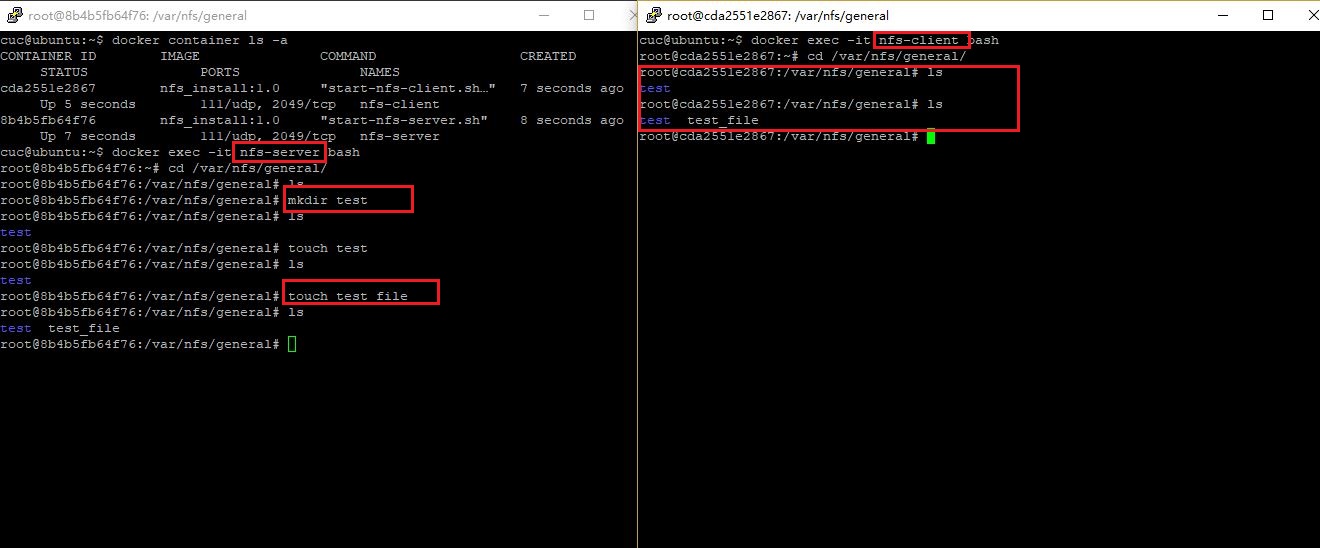 root@8b4b5fb64f76: /var/nfs/general
cuc@ubuntu:~$ docker container ls -a
CONTAINER ID        IMAGE               COMMAND                  CREATED
     STATUS              PORTS               NAMES
cda2551e2867        nfs_install:1.0     "start-nfs-client.sh…"   7 seconds ago
     Up 5 seconds        111/udp, 2049/tcp   nfs-client
8b4b5fb64f76        nfs_install:1.0     "start-nfs-server.sh"    8 seconds ago
     Up 7 seconds        111/udp, 2049/tcp   nfs-server
cuc@ubuntu:~$ docker exec -it nfs-server bash
root@8b4b5fb64f76:~# cd /var/nfs/general/
root@8b4b5fb64f76:/var/nfs/general# ls
root@8b4b5fb64f76:/var/nfs/general# mkdir test
root@8b4b5fb64f76:/var/nfs/general# ls
test
root@8b4b5fb64f76:/var/nfs/general# touch test
root@8b4b5fb64f76:/var/nfs/general# ls
test
root@8b4b5fb64f76:/var/nfs/general# touch test_file
root@8b4b5fb64f76:/var/nfs/general# ls
test  test_file
root@8b4b5fb64f76:/var/nfs/general#
root@cda2551e2867: /var/nfs/general
cuc@ubuntu:~$ docker exec -it nfs-client bash
root@cda2551e2867:~# cd /var/nfs/general/
root@cda2551e2867:/var/nfs/general# ls
test
root@cda2551e2867:/var/nfs/general# ls
test  test_file
root@cda2551e2867:/var/nfs/general#